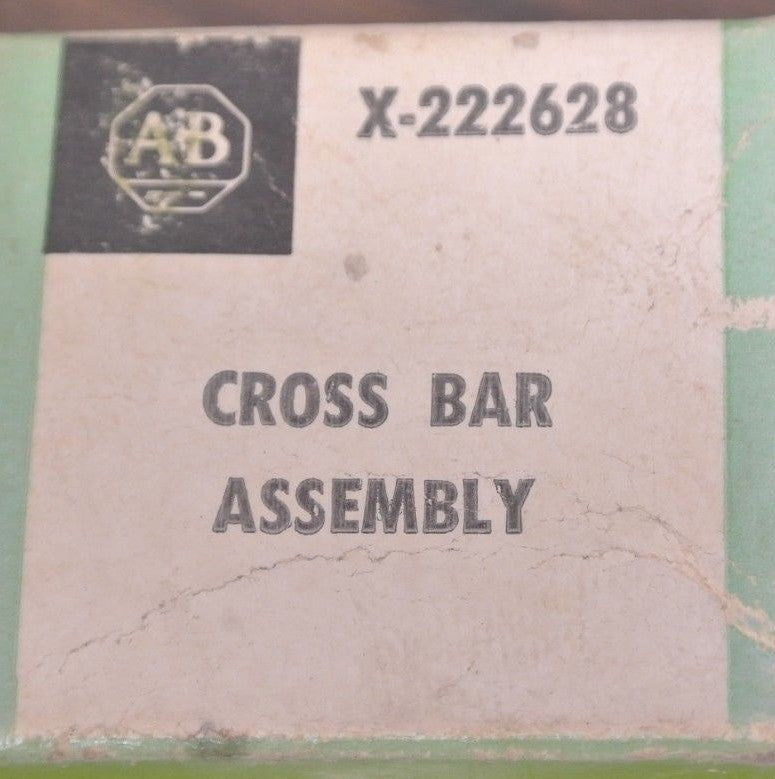 AB
X-222628
CROSS BAR
ASSEMBLY